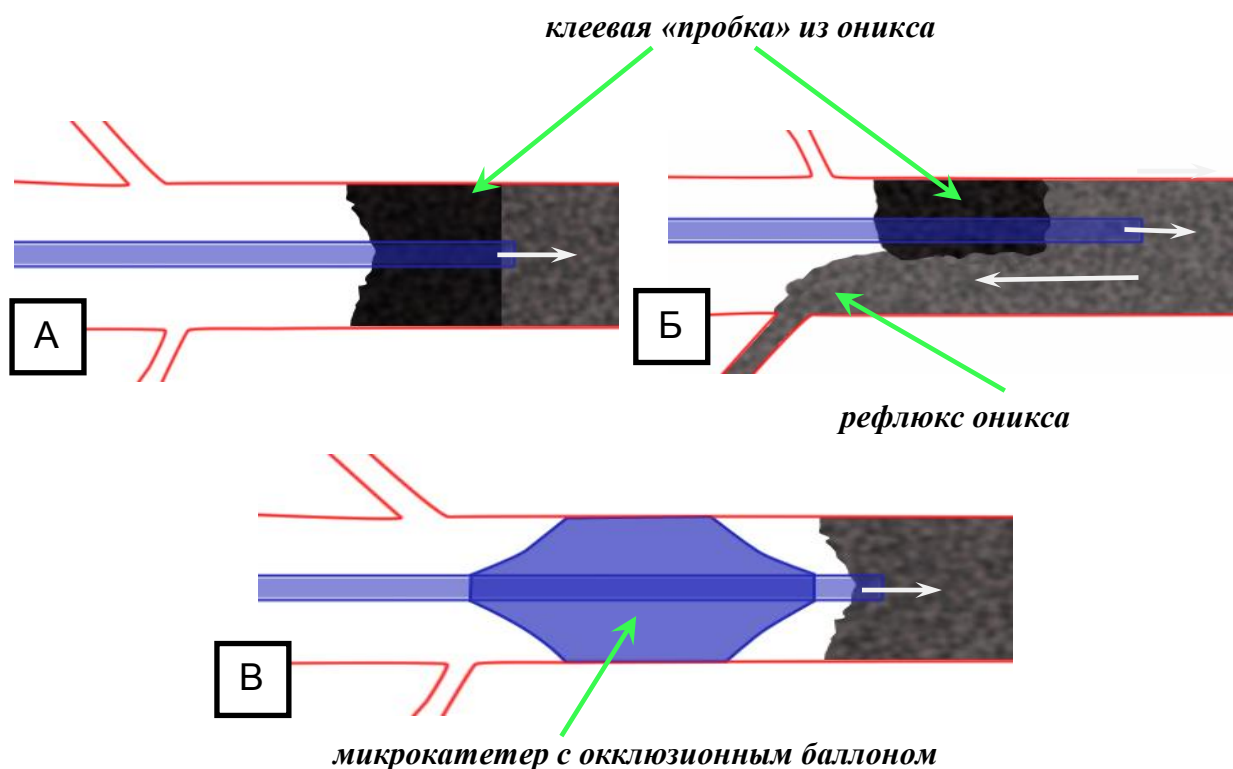 клеевая «пробка» из оникса
А
Б
рефлюкс оникса
В
микрокатетер с окклюзионным баллоном